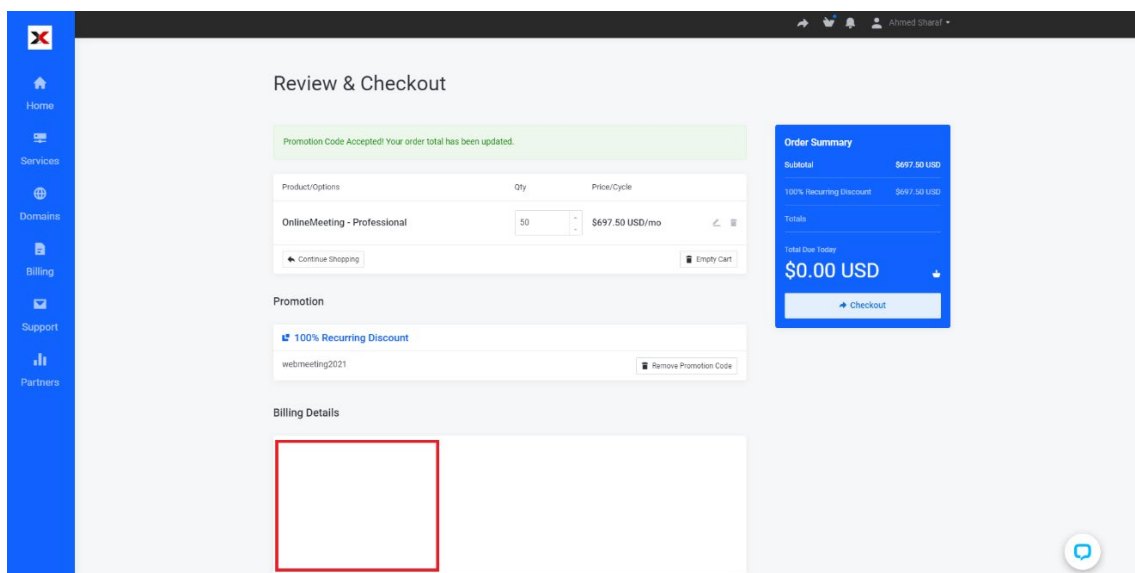 Ahmed Sharaf
Home
Services
Domains
Billing
Support
Partners
Review & Checkout
Promotion Code Accepted! Your order total has been updated.
Product/Options Qty Price/Cycle
OnlineMeeting - Professional 50 $697.50 USD/mo
Continue Shopping Empty Cart
Promotion
100% Recurring Discount
webmeeting2021 Remove Promotion Code
Billing Details
Order Summary
Subtotal $697.50 USD
100% Recurring Discount $697.50 USD
Totals
Total Due Today
$0.00 USD
Checkout